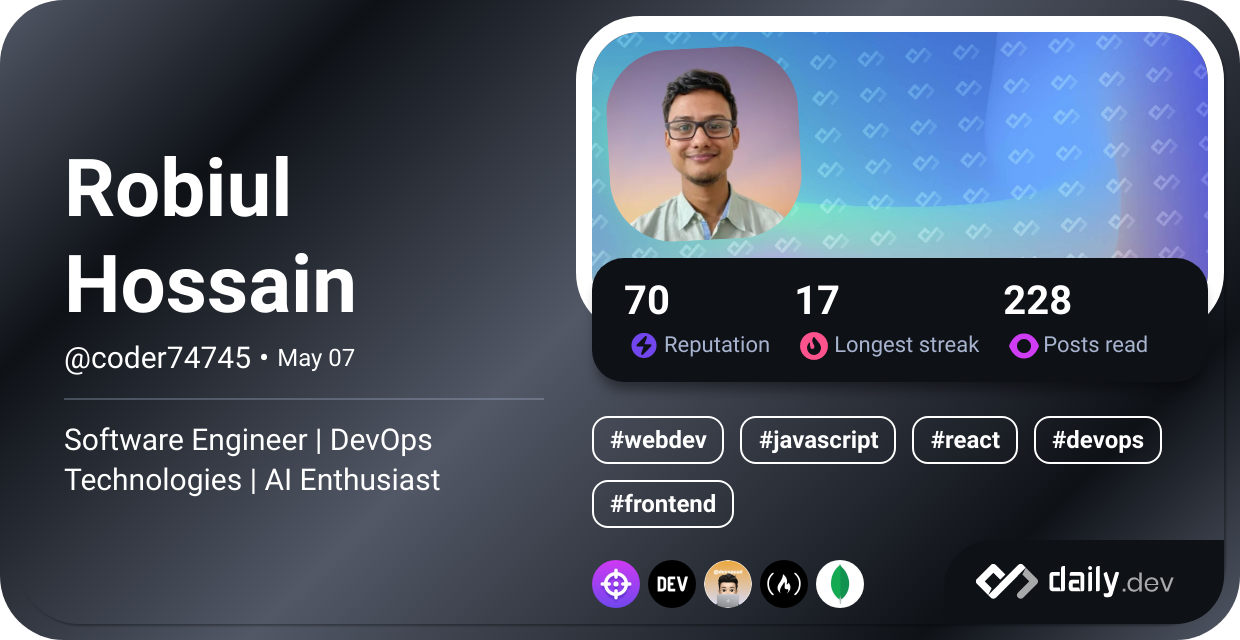 Robiul
Hossain
@coder74745 • May 07
Software Engineer | DevOps
Technologies | AI Enthusiast
70 17 228
Reputation Longest streak Posts read
#webdev #javascript #react #devops
#frontend
DEV
daily.dev